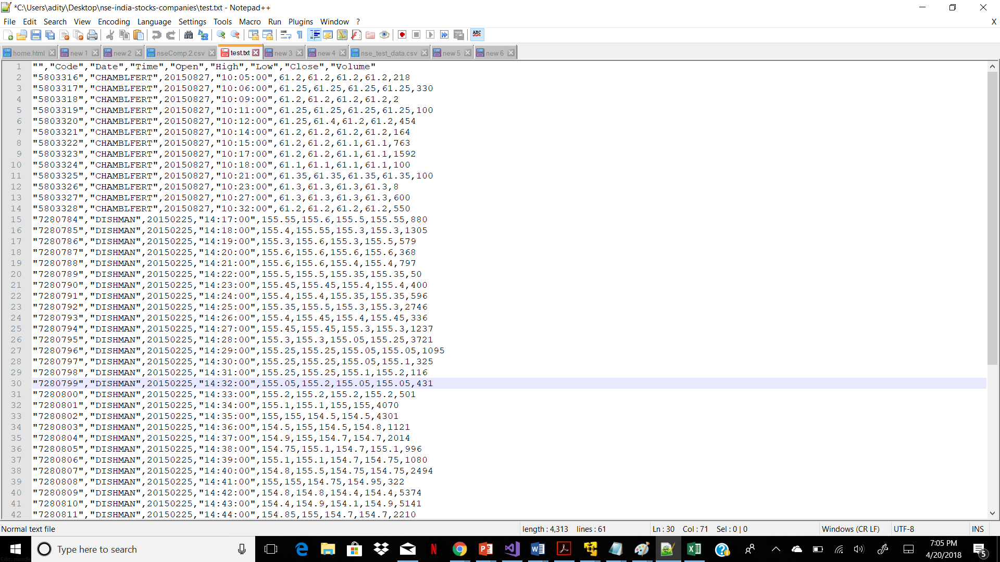 *C:\Users\adity\Desktop\nse-india-stocks-companies\test.txt - Notepad++
File Edit Search View Encoding Language Settings Tools Macro Run Plugins Window ? X
home.html new 1 new 2 nseComp.2.csv test.txt new 3 new 4 nse_test_data.csv new 5 new 6
1 "","Code","Date","Time","Open","High","Low","Close","Volume"
2 "5803316","CHAMBLFERT",20150827,"10:05:00",61.2,61.2,61.2,61.2,218
3 "5803317","CHAMBLFERT",20150827,"10:06:00",61.25,61.25,61.25,61.25,330
4 "5803318","CHAMBLFERT",20150827,"10:09:00",61.2,61.2,61.2,61.2,2
5 "5803319","CHAMBLFERT",20150827,"10:11:00",61.25,61.25,61.25,61.25,100
6 "5803320","CHAMBLFERT",20150827,"10:12:00",61.25,61.4,61.2,61.2,454
7 "5803321","CHAMBLFERT",20150827,"10:14:00",61.2,61.2,61.2,61.2,164
8 "5803322","CHAMBLFERT",20150827,"10:15:00",61.2,61.2,61.1,61.1,763
9 "5803323","CHAMBLFERT",20150827,"10:17:00",61.2,61.2,61.1,61.1,1592
10 "5803324","CHAMBLFERT",20150827,"10:18:00",61.1,61.1,61.1,61.1,100
11 "5803325","CHAMBLFERT",20150827,"10:21:00",61.35,61.35,61.35,61.35,100
12 "5803326","CHAMBLFERT",20150827,"10:23:00",61.3,61.3,61.3,61.3,8
13 "5803327","CHAMBLFERT",20150827,"10:27:00",61.3,61.3,61.3,61.3,600
14 "5803328","CHAMBLFERT",20150827,"10:32:00",61.2,61.2,61.2,61.2,550
15 "7280784","DISHMAN",20150225,"14:17:00",155.55,155.6,155.5,155.55,880
16 "7280785","DISHMAN",20150225,"14:18:00",155.4,155.55,155.3,155.3,1305
17 "7280786","DISHMAN",20150225,"14:19:00",155.3,155.6,155.3,155.5,579
18 "7280787","DISHMAN",20150225,"14:20:00",155.6,155.6,155.6,155.6,368
19 "7280788","DISHMAN",20150225,"14:21:00",155.6,155.6,155.4,155.4,797
20 "7280789","DISHMAN",20150225,"14:22:00",155.5,155.5,155.35,155.35,50
21 "7280790","DISHMAN",20150225,"14:23:00",155.45,155.45,155.4,155.4,400
22 "7280791","DISHMAN",20150225,"14:24:00",155.4,155.4,155.35,155.35,596
23 "7280792","DISHMAN",20150225,"14:25:00",155.35,155.5,155.3,155.3,2746
24 "7280793","DISHMAN",20150225,"14:26:00",155.4,155.45,155.4,155.45,336
25 "7280794","DISHMAN",20150225,"14:27:00",155.45,155.45,155.3,155.3,1237
26 "7280795","DISHMAN",20150225,"14:28:00",155.3,155.3,155.05,155.25,3721
27 "7280796","DISHMAN",20150225,"14:29:00",155.25,155.25,155.05,155.05,1095
28 "7280797","DISHMAN",20150225,"14:30:00",155.25,155.25,155.05,155.1,325
29 "7280798","DISHMAN",20150225,"14:31:00",155.25,155.25,155.1,155.2,116
30 "7280799","DISHMAN",20150225,"14:32:00",155.05,155.2,155.05,155.05,431
31 "7280800","DISHMAN",20150225,"14:33:00",155.2,155.2,155.2,155.2,501
32 "7280801","DISHMAN",20150225,"14:34:00",155.1,155.1,155,155,4070
33 "7280802","DISHMAN",20150225,"14:35:00",155,155,154.5,154.5,4301
34 "7280803","DISHMAN",20150225,"14:36:00",154.5,155,154.5,154.8,1121
35 "7280804","DISHMAN",20150225,"14:37:00",154.9,155,154.7,154.7,2014
36 "7280805","DISHMAN",20150225,"14:38:00",154.75,155.1,154.7,155.1,996
37 "7280806","DISHMAN",20150225,"14:39:00",155.1,155.1,154.7,154.75,1080
38 "7280807","DISHMAN",20150225,"14:40:00",154.8,155.5,154.75,154.75,2494
39 "7280808","DISHMAN",20150225,"14:41:00",155,155,154.75,154.95,322
40 "7280809","DISHMAN",20150225,"14:42:00",154.8,154.8,154.4,154.4,5374
41 "7280810","DISHMAN",20150225,"14:43:00",154.4,154.9,154.1,154.9,5141
42 "7280811","DISHMAN",20150225,"14:44:00",154.85,155,154.7,154.7,2210
Normal text file length : 4,313 lines : 61 Ln : 30 Col : 71 Sel : 0 | 0 Windows (CR LF) UTF-8 INS
Type here to search
7:05 PM
4/20/2018
5